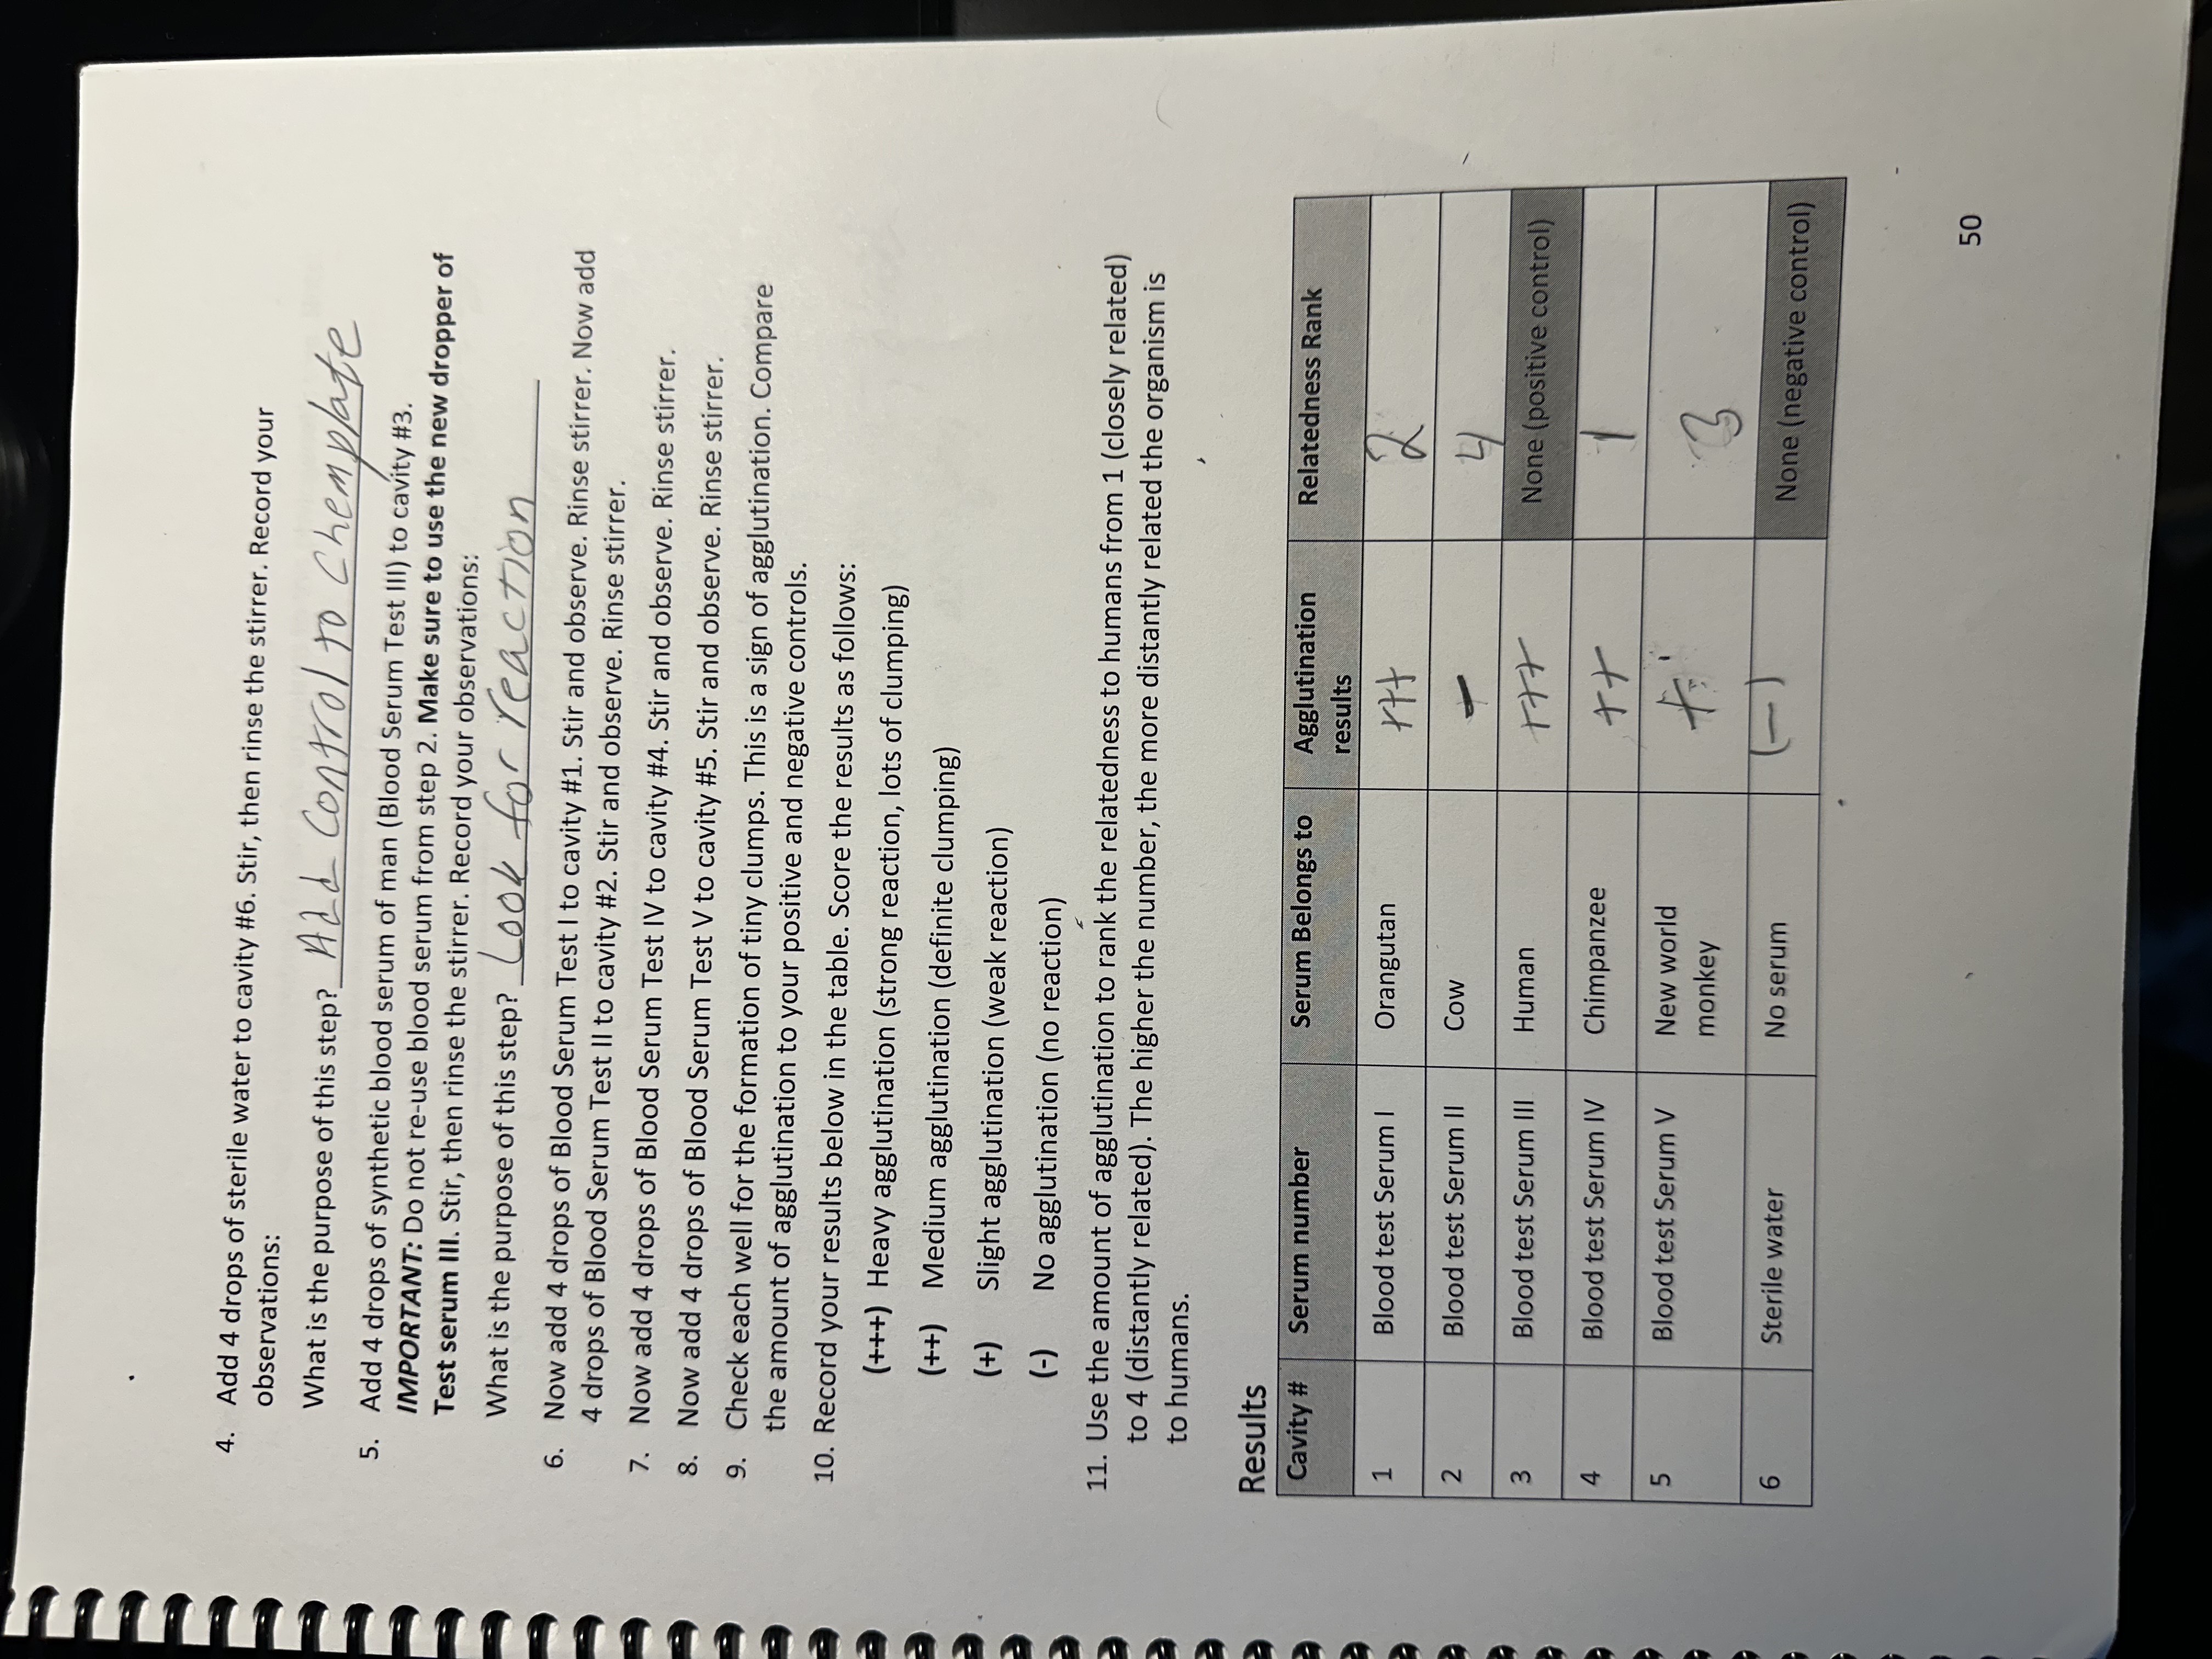 4. Add 4 drops of sterile water to cavity #6. Stir, then rinse the stirrer. Record your
observations:
What is the purpose of this step? Add Control to Chemplate
5. Add 4 drops of synthetic blood serum of man (Blood Serum Test III) to cavity #3.
IMPORTANT: Do not re-use blood serum from step 2. Make sure to use the new dropper of
Test serum III. Stir, then rinse the stirrer. Record your observations:
What is the purpose of this step? Look for reaction
6. Now add 4 drops of Blood Serum Test I to cavity #1. Stir and observe. Rinse stirrer. Now add
4 drops of Blood Serum Test II to cavity #2. Stir and observe. Rinse stirrer.
7. Now add 4 drops of Blood Serum Test IV to cavity #4. Stir and observe. Rinse stirrer.
8. Now add 4 drops of Blood Serum Test V to cavity #5. Stir and observe. Rinse stirrer.
9. Check each well for the formation of tiny clumps. This is a sign of agglutination. Compare
the amount of agglutination to your positive and negative controls.
10. Record your results below in the table. Score the results as follows:
(+++) Heavy agglutination (strong reaction, lots of clumping)
(++) Medium agglutination (definite clumping)
(+) Slight agglutination (weak reaction)
(-) No agglutination (no reaction)
11. Use the amount of agglutination to rank the relatedness to humans from 1 (closely related)
to 4 (distantly related). The higher the number, the more distantly related the organism is
to humans.
Results
Cavity # Serum number Serum Belongs to Agglutination results Relatedness Rank
1 Blood test Serum I Orangutan +++ 2
2 Blood test Serum II Cow - 4
3 Blood test Serum III Human +++ None (positive control)
4 Blood test Serum IV Chimpanzee ++ 1
5 Blood test Serum V New world monkey + 3
6 Sterile water No serum (-) None (negative control)
50